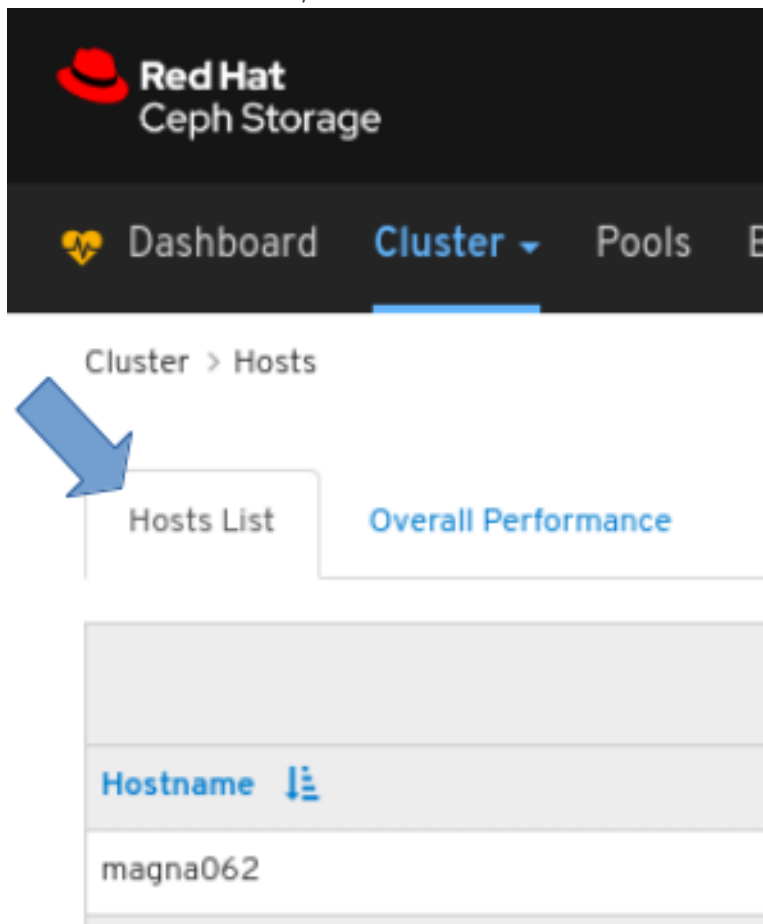 Red Hat
Ceph Storage
Dashboard Cluster Pools
Cluster > Hosts
Hosts List Overall Performance
Hostname
magna062